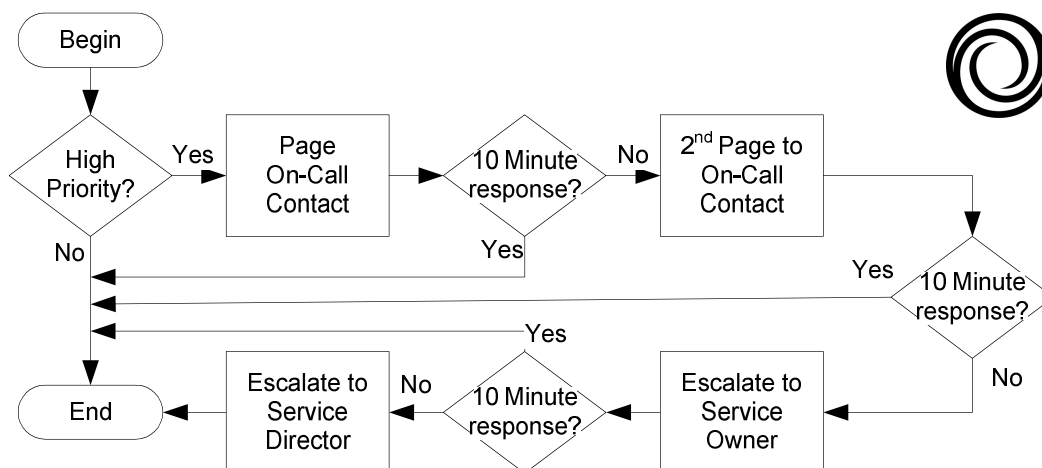 Begin
High
Priority?
Yes
No
Page
On-Call
Contact
10 Minute
response?
No
Yes
2nd Page to
On-Call
Contact
10 Minute
response?
Yes
No
Escalate to
Service
Owner
10 Minute
response?
Yes
No
Escalate to
Service
Director
End